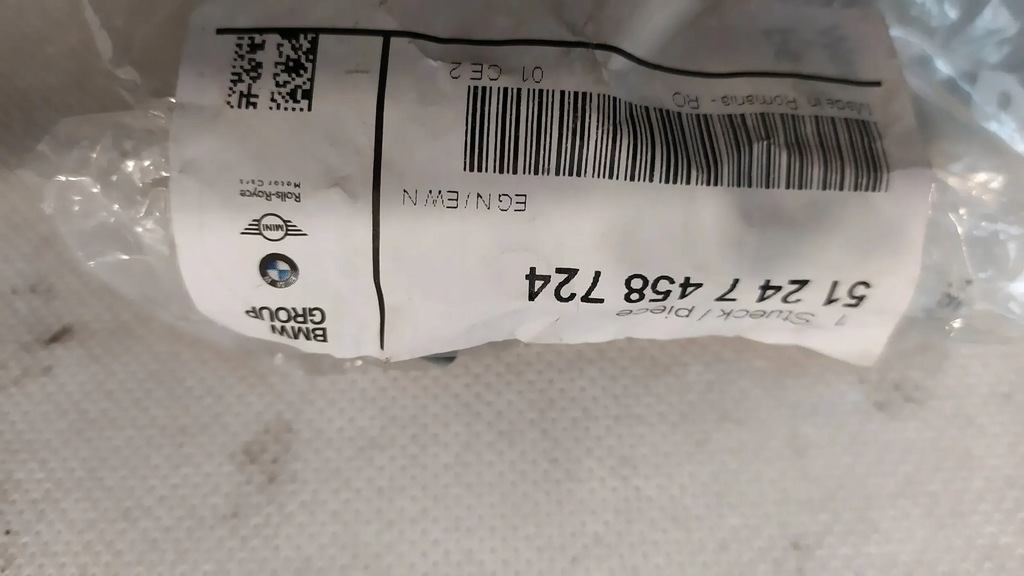 BMW
GROUP
MINI
Rolls-Royce
Motor Cars
1 Stueck / piece
51 24 7 458 724
EGN/EWN
Made in Romania - RO
01 CE 2